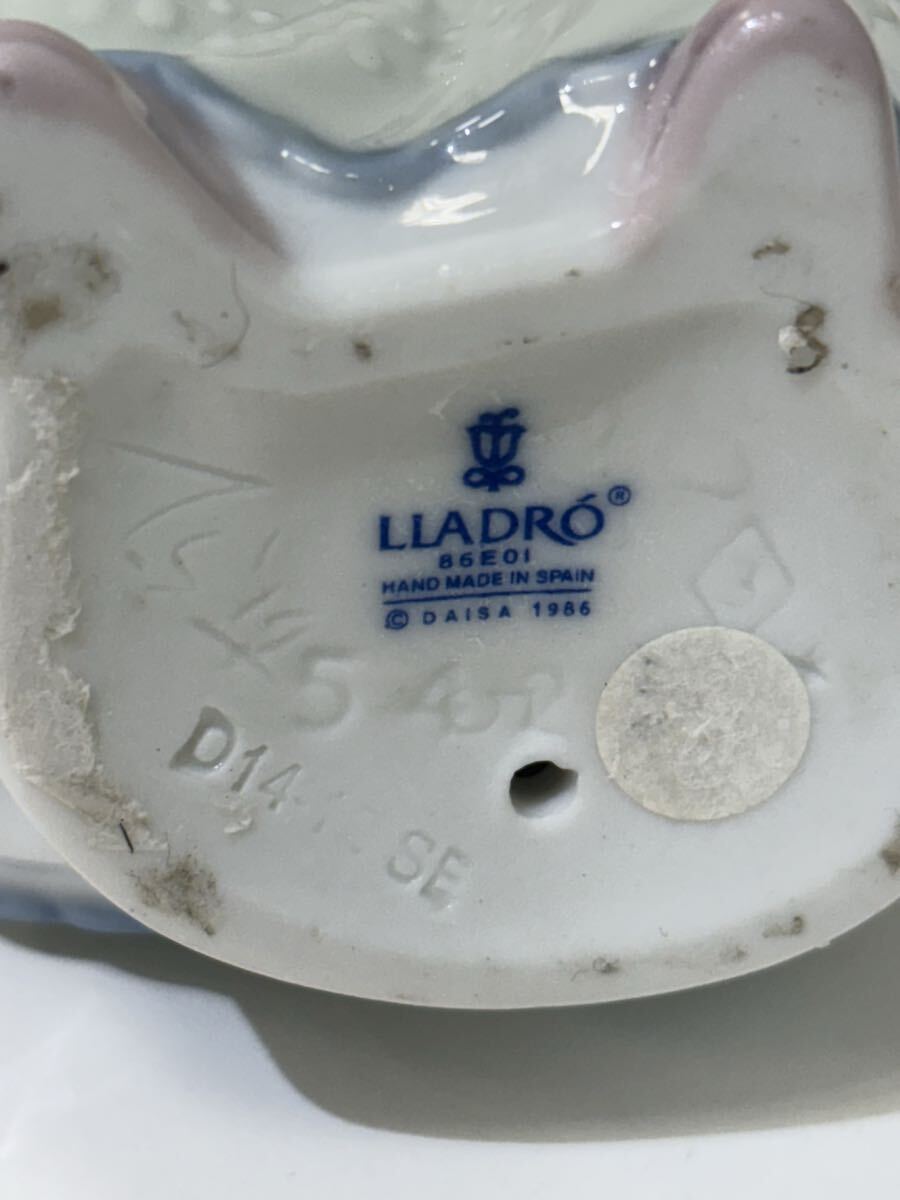 LLADRÓ®
86E01
HAND MADE IN SPAIN
© DAISA 1986
G
D14
SE